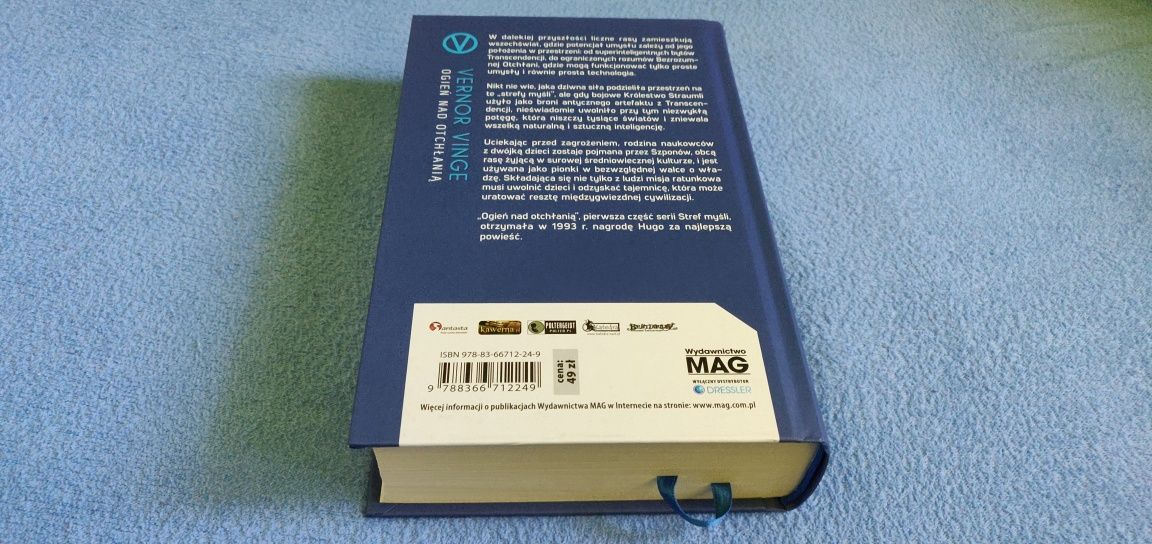 VERNOR VINGE
OGIEŃ NAD OTCHŁANIĄ
W dalekiej przyszłości liczne rasy zamieszkują
wszechświat, gdzie potencjał umysłu zależy od jego
położenia w przestrzeni: od superinteligentnych bytów
Transcendencji, do ograniczonych rozumów Bezrozum-
nej Otchłani, gdzie mogą funkcjonować tylko proste
umysły i równie prosta technologia.
Nikt nie wie, jaka dziwna siła podzieliła przestrzeń na
te „strefy myśli”, ale gdy bojowe Królestwo Straumli
użyło jako broni antycznego artefaktu z Transcen-
dencji, nieświadomie uwolniło przy tym niezwykłą
potęgę, która niszczy tysiące światów i zniewala
wszelką naturalną i sztuczną inteligencję.
Uciekając przed zagrożeniem, rodzina naukowców
z dwójką dzieci zostaje pojmana przez Szponów, obcą
rasę żyjącą w surowej średniowiecznej kulturze, i jest
używana jako pionki w bezwzględnej walce o wła-
dzę. Składająca się nie tylko z ludzi misja ratunkowa
musi uwolnić dzieci i odzyskać tajemnicę, która może
uratować resztę międzygwiezdnej cywilizacji.
„Ogień nad otchłanią”, pierwsza część serii Stref myśli,
otrzymała w 1993 r. nagrodę Hugo za najlepszą
powieść.
fantasta
kawerna
POLTERGEIST
POLTER.PL
Katedra
ISBN 978-83-66712-24-9
9 788366 712249
cena:
49 zł
Wydawnictwo
MAG
WYŁĄCZNY DYSTRYBUTOR
DRESSLER
Więcej informacji o publikacjach Wydawnictwa MAG w Internecie na stronie: www.mag.com.pl